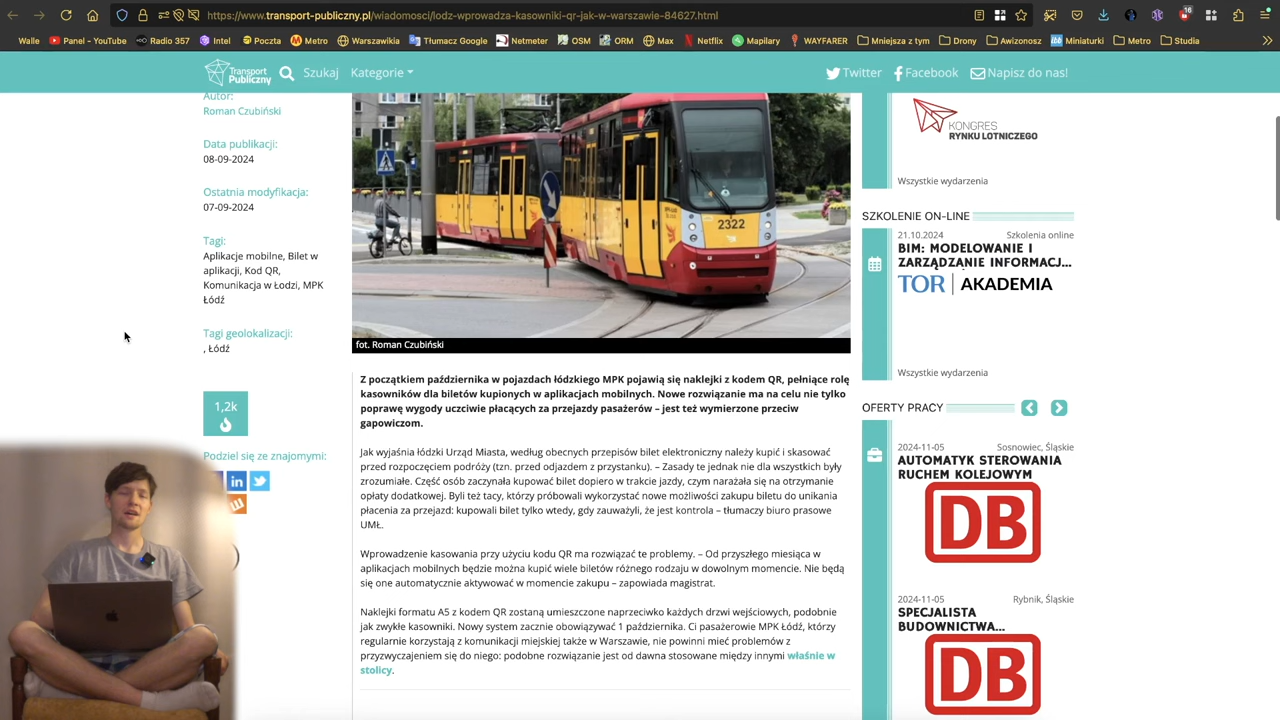 https://www.transport-publiczny.pl/wiadomosci/lodz-wprowadza-kasowniki-qr-jak-w-warszawie-84627.html
16
Walle
Panel - YouTube
Radio 357
Intel
Poczta
Metro
Warszawikia
Tłumacz Google
Netmeter
OSM
ORM
Max
Netflix
Mapilary
WAYFARER
Mniejsza z tym
Drony
Awizonosz
Miniaturki
Metro
Studia
Transport Publiczny
Szukaj
Kategorie
Twitter
Facebook
Napisz do nas!
Autor:
Roman Czubiński
Data publikacji:
08-09-2024
Ostatnia modyfikacja:
07-09-2024
Tagi:
Aplikacje mobilne, Bilet w
aplikacji, Kod QR,
Komunikacja w Łodzi, MPK
Łódź
Tagi geolokalizacji:
, Łódź
1,2k
Podziel się ze znajomymi:
2322
fot. Roman Czubiński
Z początkiem października w pojazdach łódzkiego MPK pojawią się naklejki z kodem QR, pełniące rolę
kasowników dla biletów kupionych w aplikacjach mobilnych. Nowe rozwiązanie ma na celu nie tylko
poprawę wygody uczciwie płacących za przejazdy pasażerów – jest też wymierzone przeciw
gapowiczom.
Jak wyjaśnia łódzki Urząd Miasta, według obecnych przepisów bilet elektroniczny należy kupić i skasować
przed rozpoczęciem podróży (tzn. przed odjazdem z przystanku). – Zasady te jednak nie dla wszystkich były
zrozumiałe. Część osób zaczynała kupować bilet dopiero w trakcie jazdy, czym narażała się na otrzymanie
opłaty dodatkowej. Byli też tacy, którzy próbowali wykorzystać nowe możliwości zakupu biletu do unikania
płacenia za przejazd: kupowali bilet tylko wtedy, gdy zauważyli, że jest kontrola – tłumaczy biuro prasowe
UMŁ.
Wprowadzenie kasowania przy użyciu kodu QR ma rozwiązać te problemy. – Od przyszłego miesiąca w
aplikacjach mobilnych będzie można kupić wiele biletów różnego rodzaju w dowolnym momencie. Nie będą
się one automatycznie aktywować w momencie zakupu – zapowiada magistrat.
Naklejki formatu A5 z kodem QR zostaną umieszczone naprzeciwko każdych drzwi wejściowych, podobnie
jak zwykłe kasowniki. Nowy system zacznie obowiązywać 1 października. Ci pasażerowie MPK Łódź, którzy
regularnie korzystają z komunikacji miejskiej także w Warszawie, nie powinni mieć problemów z
przyzwyczajeniem się do niego: podobne rozwiązanie jest od dawna stosowane między innymi właśnie w
stolicy.
KONGRES
RYNKU LOTNICZEGO
Wszystkie wydarzenia
SZKOLENIE ON-LINE
21.10.2024
Szkolenia online
BIM: MODELOWANIE I
ZARZĄDZANIE INFORMACJ...
TOR | AKADEMIA
Wszystkie wydarzenia
OFERTY PRACY
2024-11-05
Sosnowiec, Śląskie
AUTOMATYK STEROWANIA
RUCHEM KOLEJOWYM
DB
2024-11-05
Rybnik, Śląskie
SPECJALISTA
BUDOWNICTWA...
DB